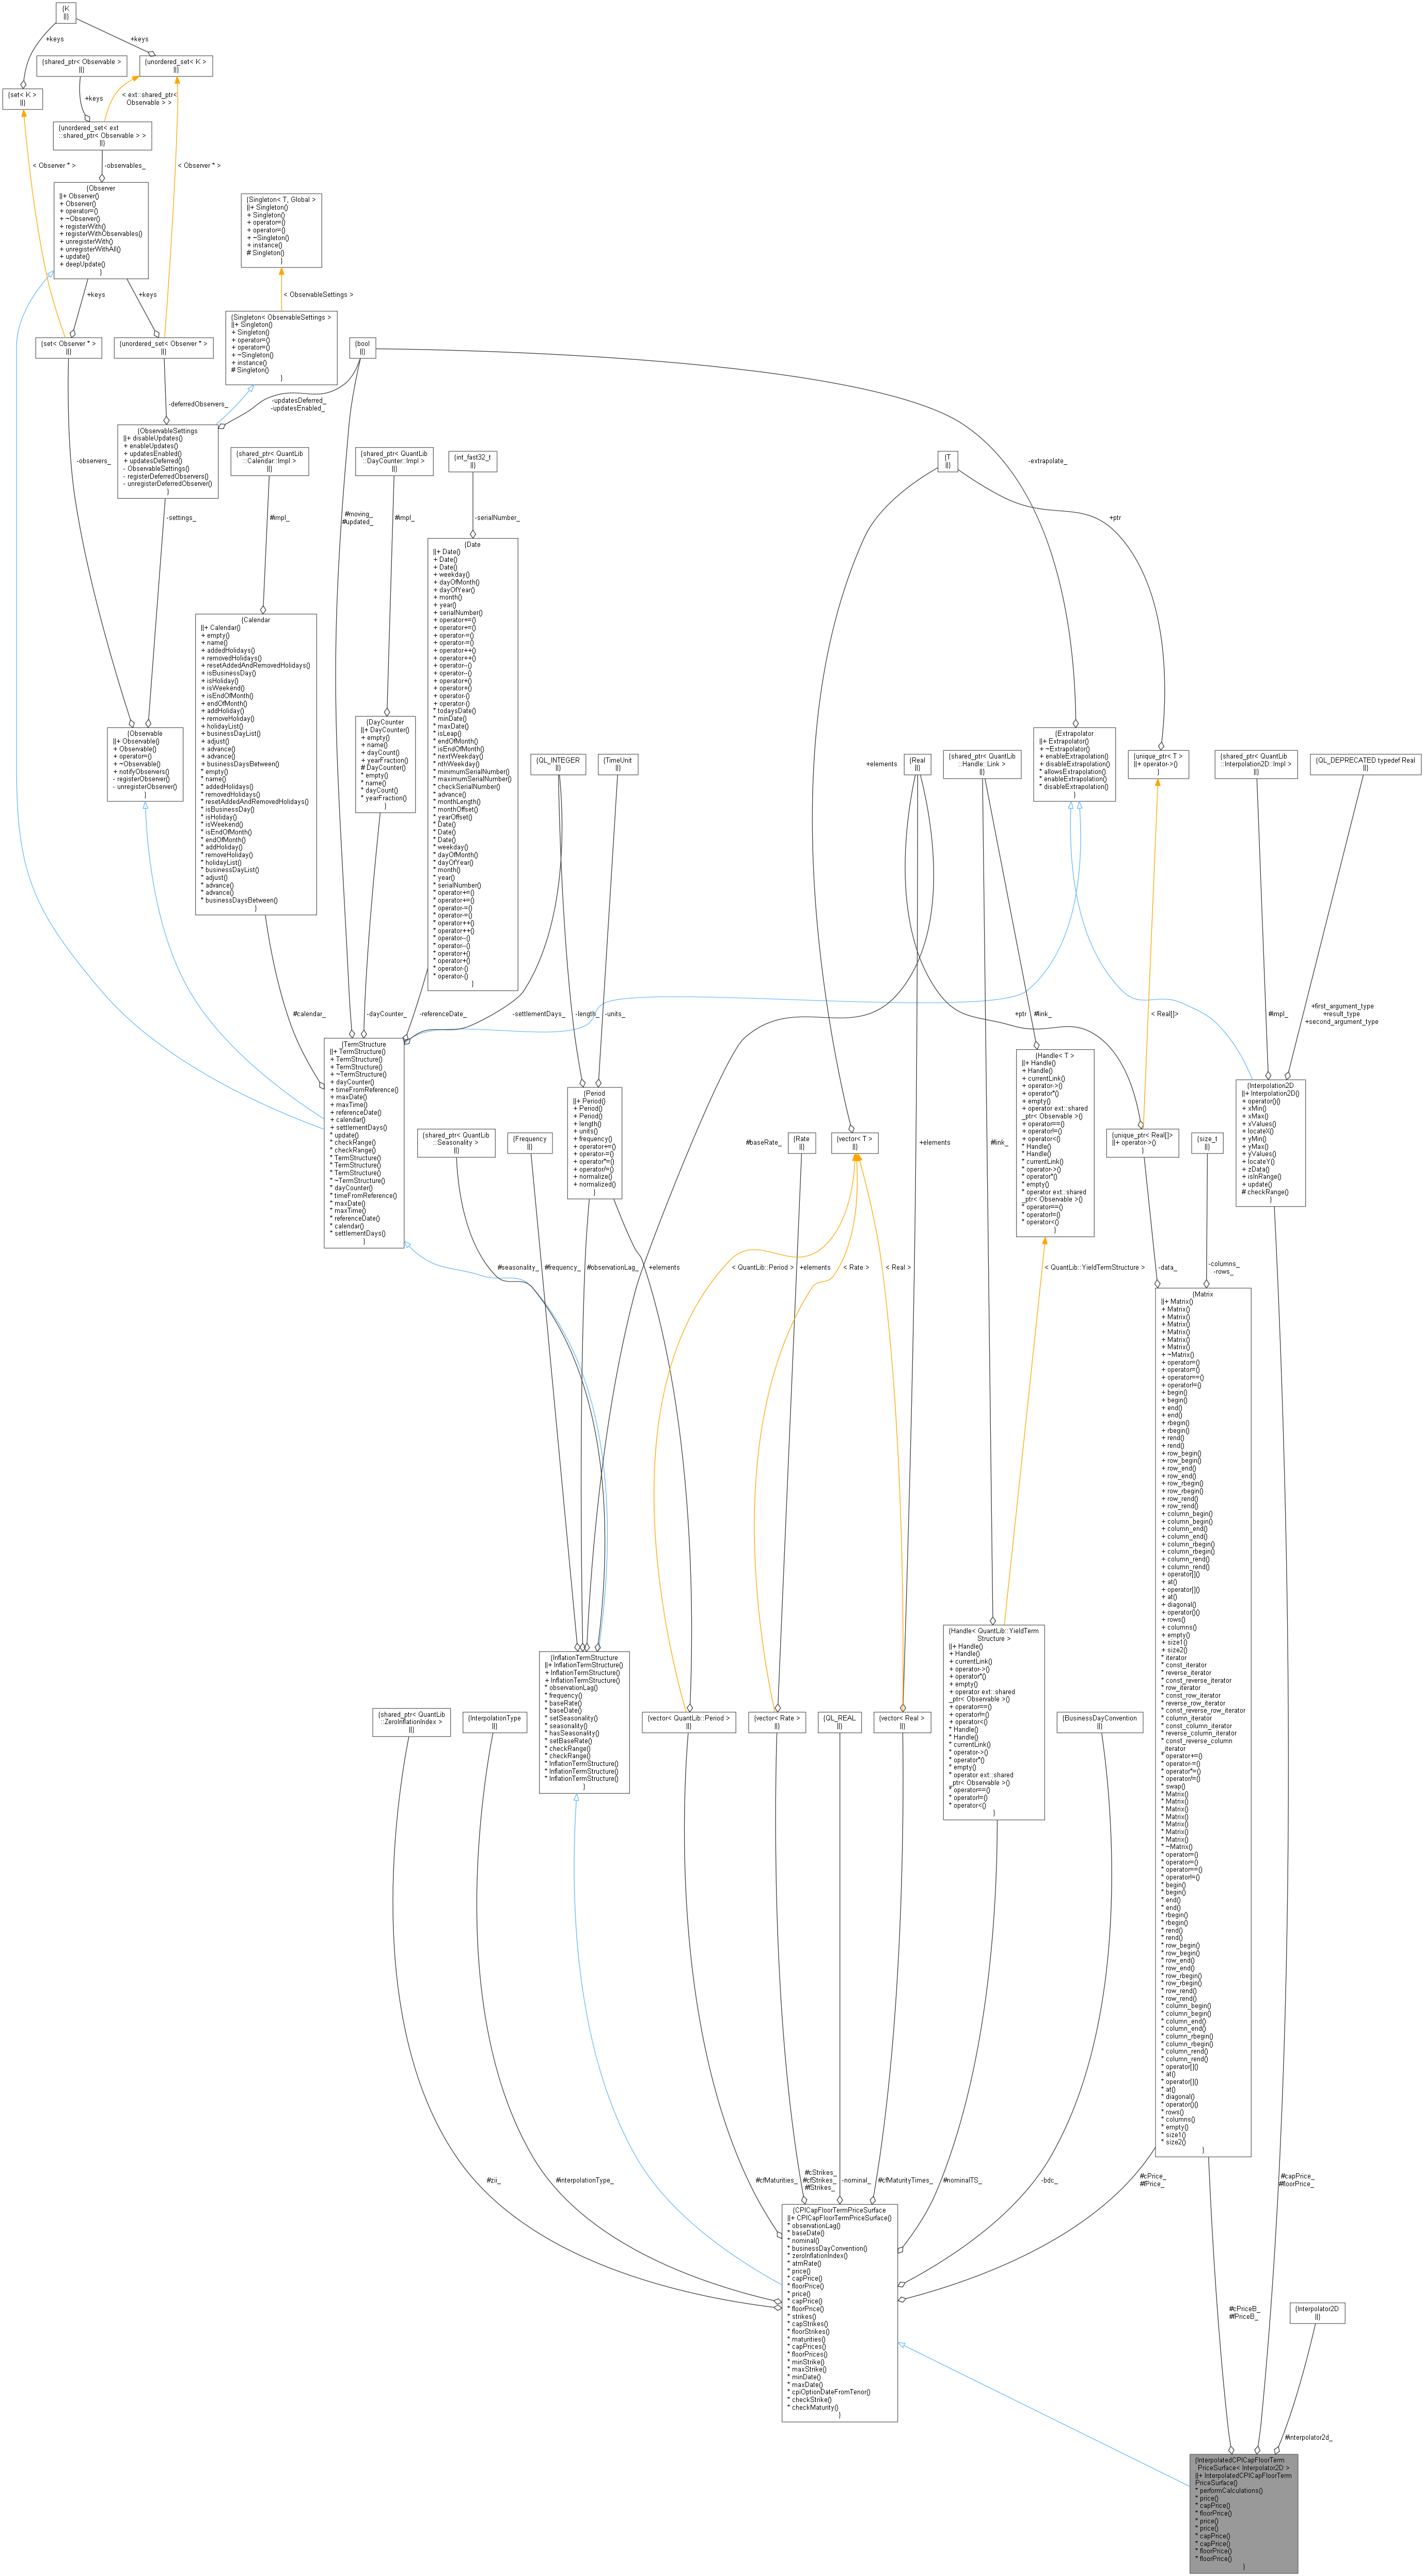 {K
||}
+keys
+keys
{shared_ptr< Observable >
||}
{unordered_set< K >
||}
{set< K >
||}
+keys
< ext::shared_ptr<
Observable > >
{unordered_set< ext
::shared_ptr< Observable > >
||}
< Observer * >
-observables_
< Observer * >
{Observer
||+ Observer()
+ Observer()
+ operator=()
+ ~Observer()
+ registerWith()
+ registerWithObservables()
+ unregisterWith()
+ unregisterWithAll()
+ update()
+ deepUpdate()
}
{Singleton< T, Global >
||+ Singleton()
+ Singleton()
+ operator=()
+ operator=()
+ ~Singleton()
+ instance()
# Singleton()
}
+keys
+keys
< ObservableSettings >
{set< Observer * >
||}
{unordered_set< Observer * >
||}
{Singleton< ObservableSettings >
||+ Singleton()
+ Singleton()
+ operator=()
+ operator=()
+ ~Singleton()
+ instance()
# Singleton()
}
{bool
||}
-deferredObservers_
-updatesDeferred_
-updatesEnabled_
{ObservableSettings
||+ disableUpdates()
+ enableUpdates()
+ updatesEnabled()
+ updatesDeferred()
- ObservableSettings()
- registerDeferredObservers()
- unregisterDeferredObserver()
}
-observers_
{shared_ptr< QuantLib
::Calendar::Impl >
||}
{shared_ptr< QuantLib
::DayCounter::Impl >
||}
{int_fast32_t
||}
-extrapolate_
{T
||}
-settings_
#impl_
#moving_
#updated_
#impl_
-serialNumber_
+ptr
{Date
||+ Date()
+ Date()
+ Date()
+ weekday()
+ dayOfMonth()
+ dayOfYear()
+ month()
+ year()
+ serialNumber()
+ operator+=()
+ operator+=()
+ operator-=()
+ operator-=()
+ operator++()
+ operator++()
+ operator--()
+ operator--()
+ operator+()
+ operator+()
+ operator-()
+ operator-()
* todaysDate()
* minDate()
* maxDate()
* isLeap()
* endOfMonth()
* isEndOfMonth()
* nextWeekday()
* nthWeekday()
* minimumSerialNumber()
* maximumSerialNumber()
* checkSerialNumber()
* advance()
* monthLength()
* monthOffset()
* yearOffset()
* Date()
* Date()
* Date()
* weekday()
* dayOfMonth()
* dayOfYear()
* month()
* year()
* serialNumber()
* operator+=()
* operator+=()
* operator-=()
* operator-=()
* operator++()
* operator++()
* operator--()
* operator--()
* operator+()
* operator+()
* operator-()
* operator-()
}
{Calendar
||+ Calendar()
+ empty()
+ name()
+ addedHolidays()
+ removedHolidays()
+ resetAddedAndRemovedHolidays()
+ isBusinessDay()
+ isHoliday()
+ isWeekend()
+ isEndOfMonth()
+ endOfMonth()
+ addHoliday()
+ removeHoliday()
+ holidayList()
+ businessDayList()
+ adjust()
+ advance()
+ advance()
+ businessDaysBetween()
* empty()
* name()
* addedHolidays()
* removedHolidays()
* resetAddedAndRemovedHolidays()
* isBusinessDay()
* isHoliday()
* isWeekend()
* isEndOfMonth()
* endOfMonth()
* addHoliday()
* removeHoliday()
* holidayList()
* businessDayList()
* adjust()
* advance()
* advance()
* businessDaysBetween()
}
{Observable
||+ Observable()
+ Observable()
+ operator=()
+ ~Observable()
+ notifyObservers()
- registerObserver()
- unregisterObserver()
}
{DayCounter
||+ DayCounter()
+ empty()
+ name()
+ dayCount()
+ yearFraction()
# DayCounter()
* empty()
* name()
* dayCount()
* yearFraction()
}
{QL_INTEGER
||}
{TimeUnit
||}
+elements
{Real
||}
{shared_ptr< QuantLib
::Handle::Link >
||}
{Extrapolator
||+ Extrapolator()
+ ~Extrapolator()
+ enableExtrapolation()
+ disableExtrapolation()
* allowsExtrapolation()
* enableExtrapolation()
* disableExtrapolation()
}
{unique_ptr< T >
||+ operator->()
}
{shared_ptr< QuantLib
::Interpolation2D::Impl >
||}
{QL_DEPRECATED typedef Real
||}
#calendar_
-dayCounter_
-referenceDate_
-settlementDays_
-length_
-units_
+ptr
#link_
< Real[]>
#impl_
+first_argument_type
+result_type
+second_argument_type
{TermStructure
||+ TermStructure()
+ TermStructure()
+ TermStructure()
+ ~TermStructure()
+ dayCounter()
+ timeFromReference()
+ maxDate()
+ maxTime()
+ referenceDate()
+ calendar()
+ settlementDays()
* update()
* checkRange()
* checkRange()
* TermStructure()
* TermStructure()
* TermStructure()
* ~TermStructure()
* dayCounter()
* timeFromReference()
* maxDate()
* maxTime()
* referenceDate()
* calendar()
* settlementDays()
}
{Period
||+ Period()
+ Period()
+ Period()
+ length()
+ units()
+ frequency()
+ operator+=()
+ operator-=()
+ operator*=()
+ operator/=()
+ normalize()
+ normalized()
}
{Handle< T >
||+ Handle()
+ Handle()
+ currentLink()
+ operator->()
+ operator*()
+ empty()
+ operator ext::shared
_ptr< Observable >()
+ operator==()
+ operator!=()
+ operator<()
* Handle()
* Handle()
* currentLink()
* operator->()
* operator*()
* empty()
* operator ext::shared
_ptr< Observable >()
* operator==()
* operator!=()
* operator<()
}
{Interpolation2D
||+ Interpolation2D()
+ operator()()
+ xMin()
+ xMax()
+ xValues()
+ locateX()
+ yMin()
+ yMax()
+ yValues()
+ locateY()
+ zData()
+ isInRange()
+ update()
# checkRange()
}
{shared_ptr< QuantLib
::Seasonality >
||}
{Frequency
||}
#baseRate_
{Rate
||}
{vector< T >
||}
+elements
#link_
{unique_ptr< Real[]>
||+ operator->()
}
{size_t
||}
#seasonality_
#frequency_
#observationLag_
+elements
< QuantLib::Period >
+elements
< Rate >
< Real >
< QuantLib::YieldTermStructure >
-data_
-columns_
-rows_
{Matrix
||+ Matrix()
+ Matrix()
+ Matrix()
+ Matrix()
+ Matrix()
+ Matrix()
+ Matrix()
+ ~Matrix()
+ operator=()
+ operator=()
+ operator==()
+ operator!=()
+ begin()
+ begin()
+ end()
+ end()
+ rbegin()
+ rbegin()
+ rend()
+ rend()
+ row_begin()
+ row_begin()
+ row_end()
+ row_end()
+ row_rbegin()
+ row_rbegin()
+ row_rend()
+ row_rend()
+ column_begin()
+ column_begin()
+ column_end()
+ column_end()
+ column_rbegin()
+ column_rbegin()
+ column_rend()
+ column_rend()
+ operator[]()
+ at()
+ operator[]()
+ at()
+ diagonal()
+ operator()()
+ rows()
+ columns()
+ empty()
+ size1()
+ size2()
* iterator
* const_iterator
* reverse_iterator
* const_reverse_iterator
* row_iterator
* const_row_iterator
* reverse_row_iterator
* const_reverse_row_iterator
* column_iterator
* const_column_iterator
* reverse_column_iterator
* const_reverse_column
_iterator
* operator+=()
* operator-=()
* operator*=()
* operator/=()
* swap()
* Matrix()
* Matrix()
* Matrix()
* Matrix()
* Matrix()
* Matrix()
* Matrix()
* ~Matrix()
* operator=()
* operator=()
* operator==()
* operator!=()
* begin()
* begin()
* end()
* end()
* rbegin()
* rbegin()
* rend()
* rend()
* row_begin()
* row_begin()
* row_end()
* row_end()
* row_rbegin()
* row_rbegin()
* row_rend()
* row_rend()
* column_begin()
* column_begin()
* column_end()
* column_end()
* column_rbegin()
* column_rbegin()
* column_rend()
* column_rend()
* operator[]()
* at()
* operator[]()
* at()
* diagonal()
* operator()()
* rows()
* columns()
* empty()
* size1()
* size2()
}
{InflationTermStructure
||+ InflationTermStructure()
+ InflationTermStructure()
+ InflationTermStructure()
* observationLag()
* frequency()
* baseRate()
* baseDate()
* setSeasonality()
* seasonality()
* hasSeasonality()
* setBaseRate()
* checkRange()
* checkRange()
* InflationTermStructure()
* InflationTermStructure()
* InflationTermStructure()
}
{Handle< QuantLib::YieldTerm
Structure >
||+ Handle()
+ Handle()
+ currentLink()
+ operator->()
+ operator*()
+ empty()
+ operator ext::shared
_ptr< Observable >()
+ operator==()
+ operator!=()
+ operator<()
* Handle()
* Handle()
* currentLink()
* operator->()
* operator*()
* empty()
* operator ext::shared
_ptr< Observable >()
* operator==()
* operator!=()
* operator<()
}
{shared_ptr< QuantLib
::ZeroInflationIndex >
||}
{InterpolationType
||}
{vector< QuantLib::Period >
||}
{vector< Rate >
||}
{QL_REAL
||}
{vector< Real >
||}
{BusinessDayConvention
||}
#zii_
#interpolationType_
#cfMaturities_
#cStrikes_
#cfStrikes_
#fStrikes_
-nominal_
#cfMaturityTimes_
#nominalTS_
-bdc_
#cPrice_
#fPrice_
#capPrice_
#floorPrice_
{CPICapFloorTermPriceSurface
||+ CPICapFloorTermPriceSurface()
* observationLag()
* baseDate()
* nominal()
* businessDayConvention()
* zeroInflationIndex()
* atmRate()
* price()
* capPrice()
* floorPrice()
* price()
* capPrice()
* floorPrice()
* strikes()
* capStrikes()
* floorStrikes()
* maturities()
* capPrices()
* floorPrices()
* minStrike()
* maxStrike()
* minDate()
* maxDate()
* cpiOptionDateFromTenor()
* checkStrike()
* checkMaturity()
}
#cPriceB_
#fPriceB_
{Interpolator2D
||}
#interpolator2d_
{InterpolatedCPICapFloorTerm
PriceSurface< Interpolator2D >
||+ InterpolatedCPICapFloorTerm
PriceSurface()
* performCalculations()
* price()
* capPrice()
* floorPrice()
* price()
* price()
* capPrice()
* capPrice()
* floorPrice()
* floorPrice()
}